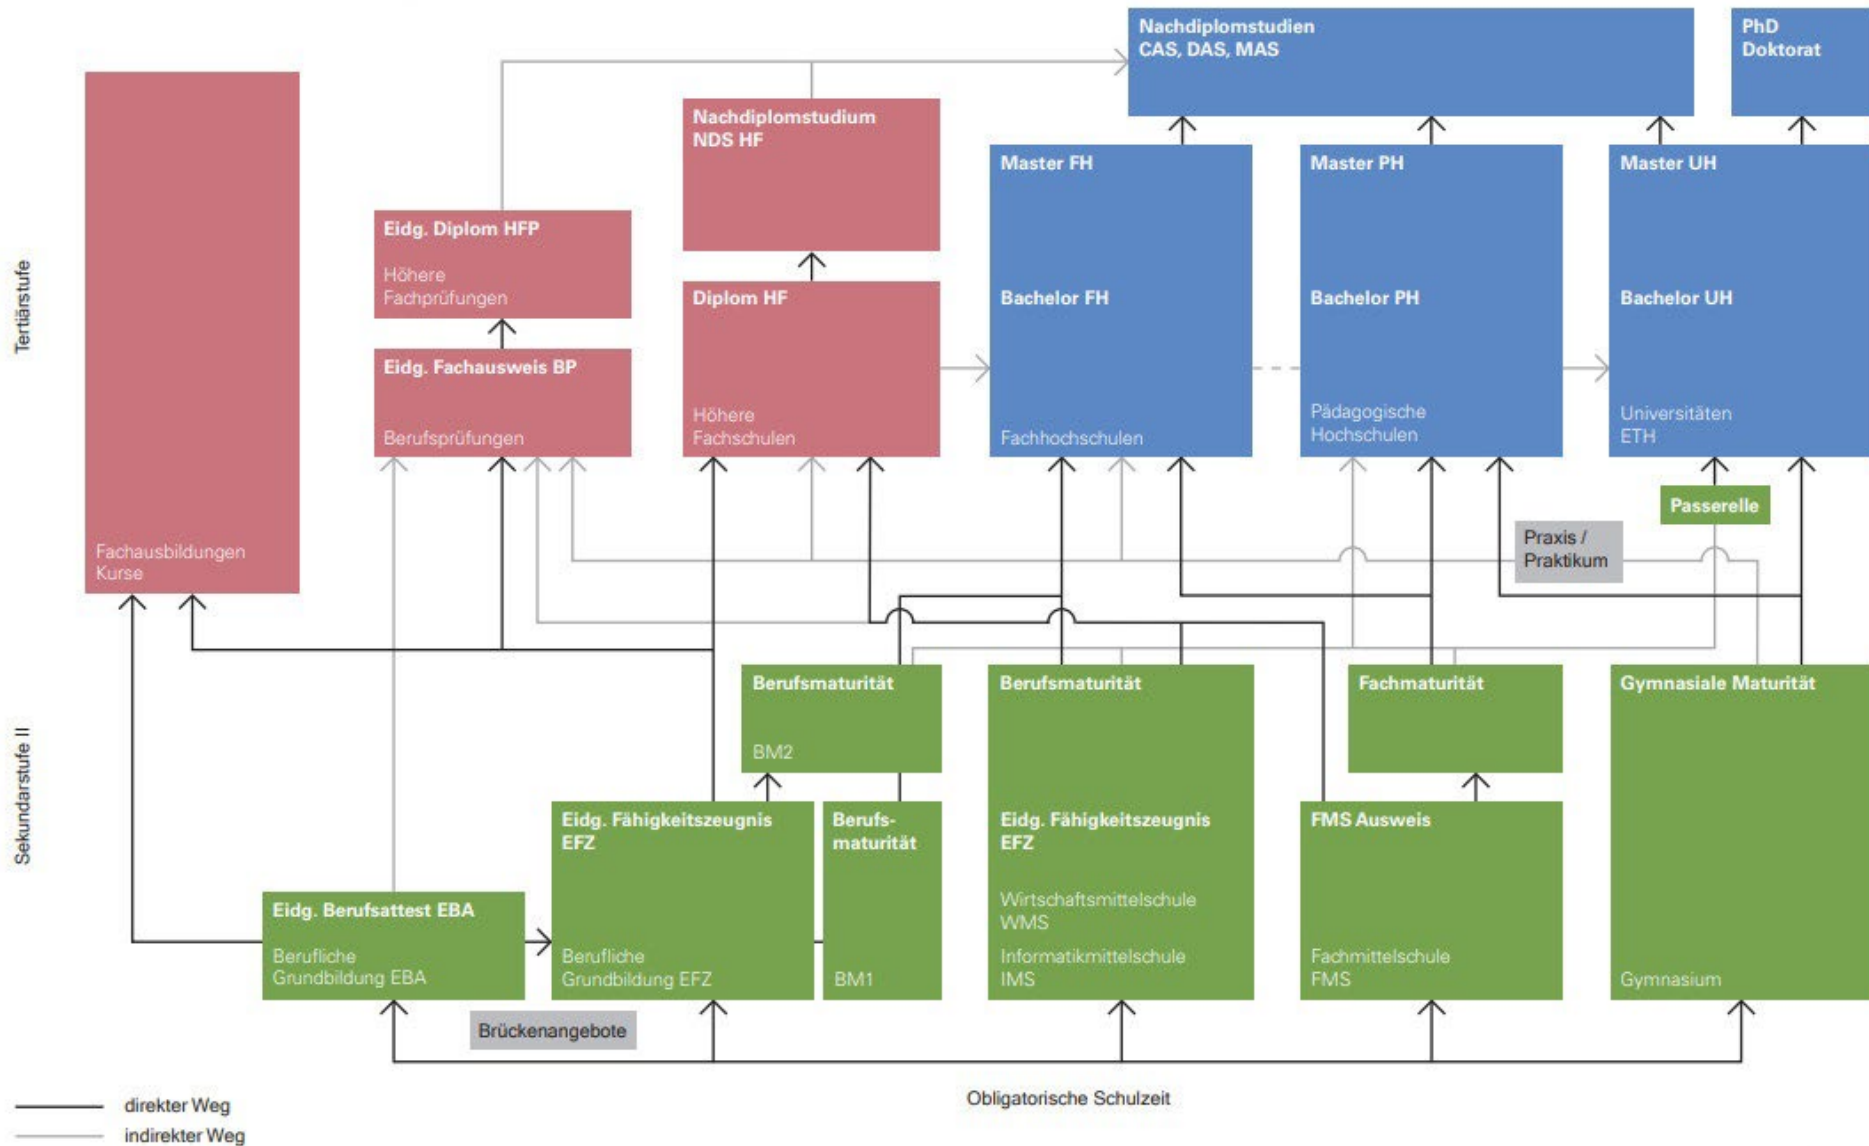 Nachdiplomstudien
CAS, DAS, MAS
PhD
Doktorat
Nachdiplomstudium
NDS HF
Master FH
Master PH
Master UH
Eidg. Diplom HFP
Höhere
Fachprüfungen
Diplom HF
Bachelor FH
Bachelor PH
Bachelor UH
Tertiärstufe
Eidg. Fachausweis BP
Berufsprüfungen
Höhere
Fachschulen
Fachhochschulen
Pädagogische
Hochschulen
Universitäten
ETH
Passerelle
Fachausbildungen
Kurse
Praxis /
Praktikum
Berufsmaturität
BM2
Berufsmaturität
Fachmaturität
Gymnasiale Maturität
Sekundarstufe II
Eidg. Fähigkeitszeugnis
EFZ
Berufs-
maturität
Eidg. Fähigkeitszeugnis
EFZ
FMS Ausweis
Eidg. Berufsattest EBA
Berufliche
Grundbildung EBA
Berufliche
Grundbildung EFZ
BM1
Wirtschaftsmittelschule
WMS
Informatikmittelschule
IMS
Fachmittelschule
FMS
Gymnasium
Brückenangebote
Obligatorische Schulzeit
direkter Weg
indirekter Weg